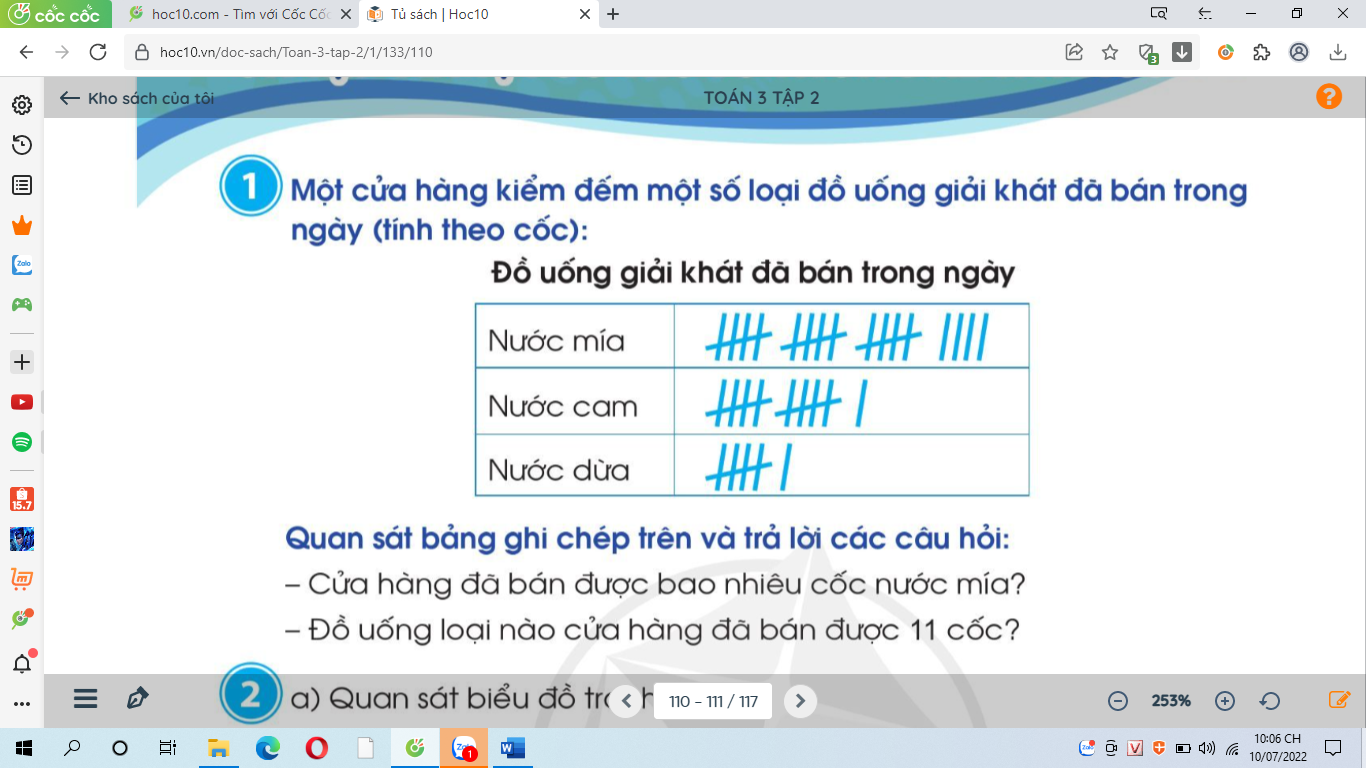 cốc cốc
hoc10.com - Tìm với Cốc Cốc
Tủ sách | Hoc10
hoc10.vn/doc-sach/Toan-3-tap-2/1/133/110
3
Kho sách của tôi
TOÁN 3 TẬP 2
?
1 Một cửa hàng kiểm đếm một số loại đồ uống giải khát đã bán trong
ngày (tính theo cốc):
Đồ uống giải khát đã bán trong ngày
Nước mía
Nước cam
Nước dừa
Quan sát bảng ghi chép trên và trả lời các câu hỏi:
– Cửa hàng đã bán được bao nhiêu cốc nước mía?
– Đồ uống loại nào cửa hàng đã bán được 11 cốc?
2 a) Quan sát biểu đồ
110 - 111 / 117
253%
Zalo
15.7
1
10:06 CH
10/07/2022